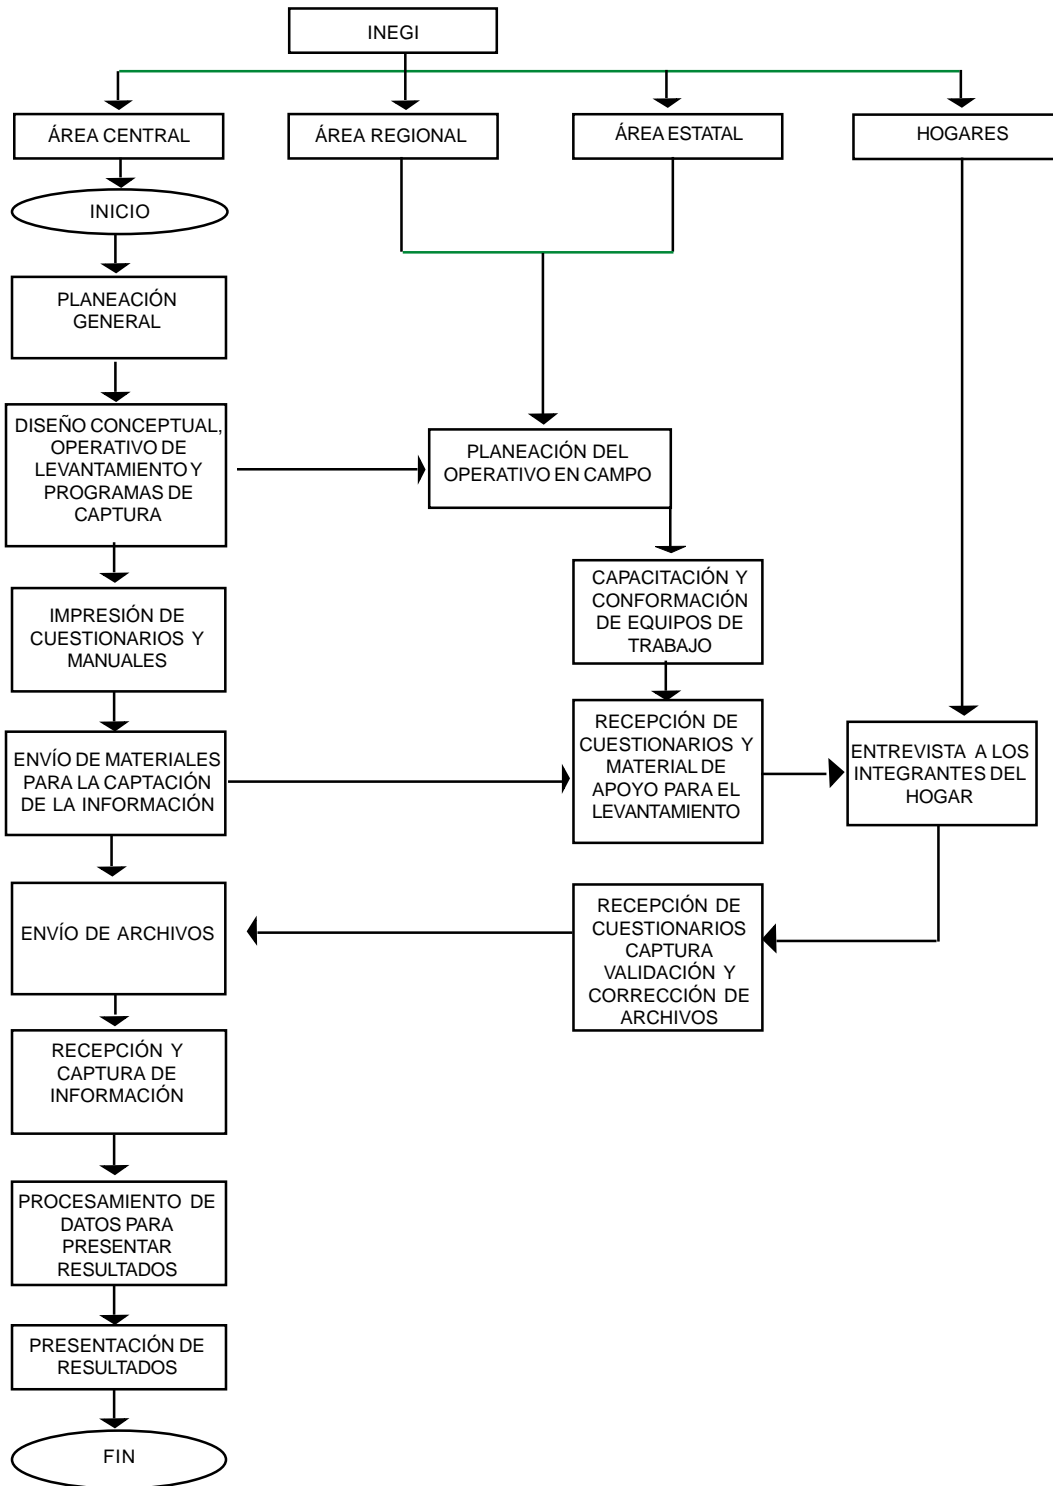 INEGI
ÁREA CENTRAL
ÁREA REGIONAL
ÁREA ESTATAL
HOGARES
INICIO
PLANEACIÓN
GENERAL
DISEÑO CONCEPTUAL,
OPERATIVO DE
LEVANTAMIENTO Y
PROGRAMAS DE
CAPTURA
PLANEACIÓN DEL
OPERATIVO EN CAMPO
CAPACITACIÓN Y
CONFORMACIÓN
DE EQUIPOS DE
TRABAJO
IMPRESIÓN DE
CUESTIONARIOS Y
MANUALES
ENVÍO DE MATERIALES
PARA LA CAPTACIÓN
DE LA INFORMACIÓN
RECEPCIÓN DE
CUESTIONARIOS Y
MATERIAL DE
APOYO PARA EL
LEVANTAMIENTO
ENTREVISTA A LOS
INTEGRANTES DEL
HOGAR
ENVÍO DE ARCHIVOS
RECEPCIÓN DE
CUESTIONARIOS
CAPTURA
VALIDACIÓN Y
CORRECCIÓN DE
ARCHIVOS
RECEPCIÓN Y
CAPTURA DE
INFORMACIÓN
PROCESAMIENTO DE
DATOS PARA
PRESENTAR
RESULTADOS
PRESENTACIÓN DE
RESULTADOS
FIN